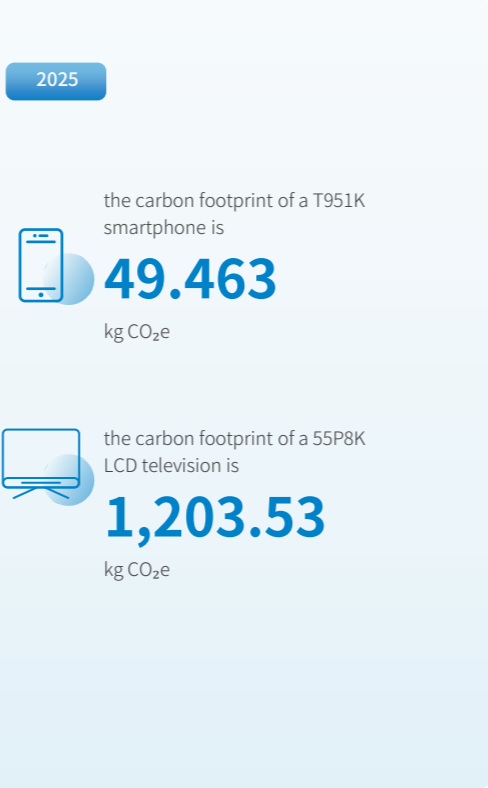 2025
the carbon footprint of a T951K
smartphone is
49.463
kg CO₂e
the carbon footprint of a 55P8K
LCD television is
1,203.53
kg CO₂e